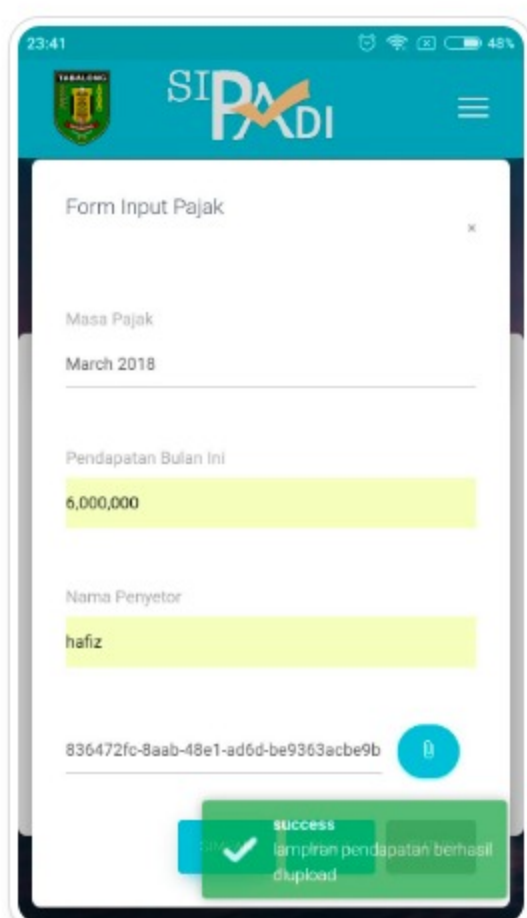 23:41
48%
TABALONG
SIPADI
Form Input Pajak
×
Masa Pajak
March 2018
Pendapatan Bulan Ini
6,000,000
Nama Penyetor
hafiz
836472fc-8aab-48e1-ad6d-be9363acbe9b
success
lampiran pendapatan berhasil
diupload